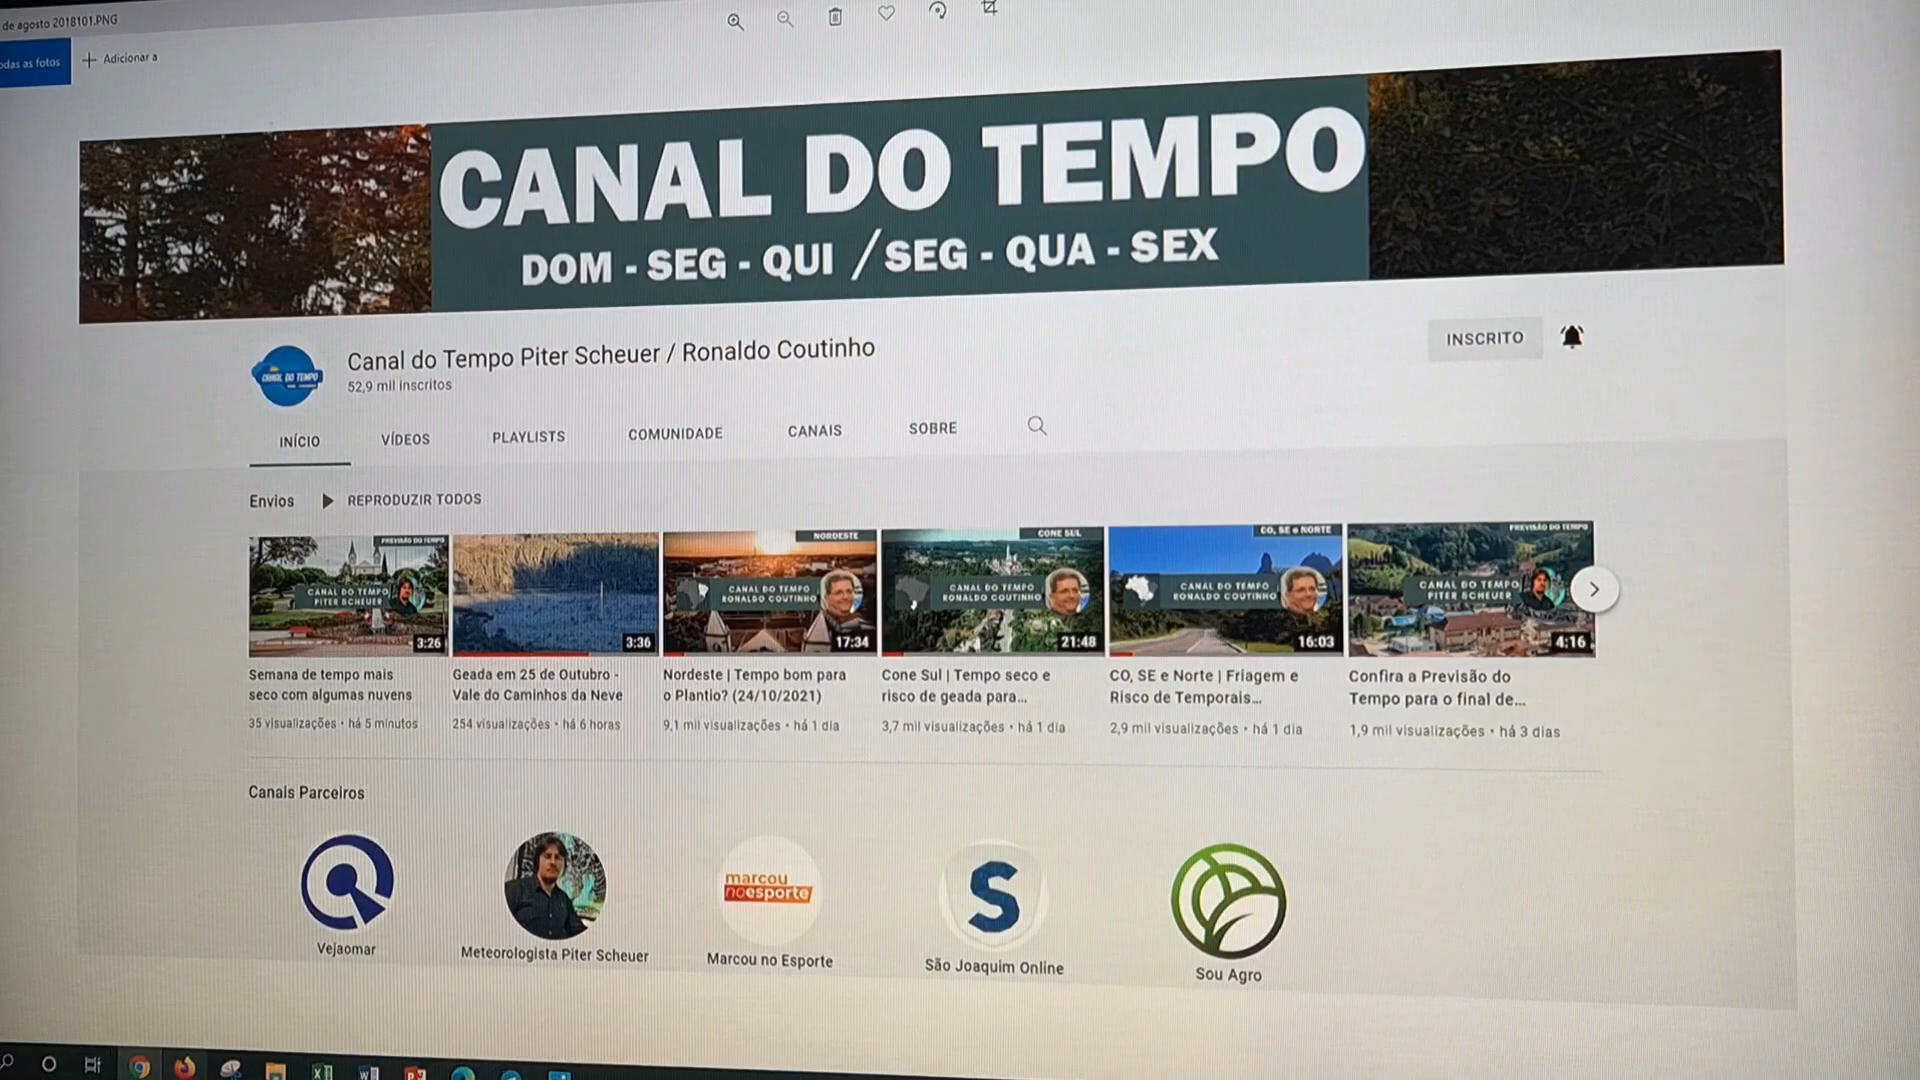 de agosto 2018101.PNG
odas as fotos
Adicionar a
CANAL DO TEMPO
DOM - SEG - QUI / SEG - QUA - SEX
CANAL DO TEMPO
Canal do Tempo Piter Scheuer / Ronaldo Coutinho
52,9 mil inscritos
INSCRITO
INÍCIO
VÍDEOS
PLAYLISTS
COMUNIDADE
CANAIS
SOBRE
Envios
REPRODUZIR TODOS
PREVISÃO DO TEMPO
CANAL DO TEMPO
PITER SCHEUER
3:26
Semana de tempo mais
seco com algumas nuvens
35 visualizações • há 5 minutos
3:36
Geada em 25 de Outubro -
Vale do Caminhos da Neve
254 visualizações • há 6 horas
NORDESTE
CANAL DO TEMPO
RONALDO COUTINHO
17:34
Nordeste | Tempo bom para
o Plantio? (24/10/2021)
9,1 mil visualizações • há 1 dia
CONE SUL
CANAL DO TEMPO
RONALDO COUTINHO
21:48
Cone Sul | Tempo seco e
risco de geada para...
3,7 mil visualizações • há 1 dia
CO, SE e NORTE
CANAL DO TEMPO
RONALDO COUTINHO
16:03
CO, SE e Norte | Friagem e
Risco de Temporais...
2,9 mil visualizações • há 1 dia
PREVISÃO DO TEMPO
CANAL DO TEMPO
PITER SCHEUER
4:16
Confira a Previsão do
Tempo para o final de...
1,9 mil visualizações • há 3 dias
Canais Parceiros
Vejaomar
Meteorologista Piter Scheuer
marcou
noesporte
Marcou no Esporte
S
São Joaquim Online
Sou Agro